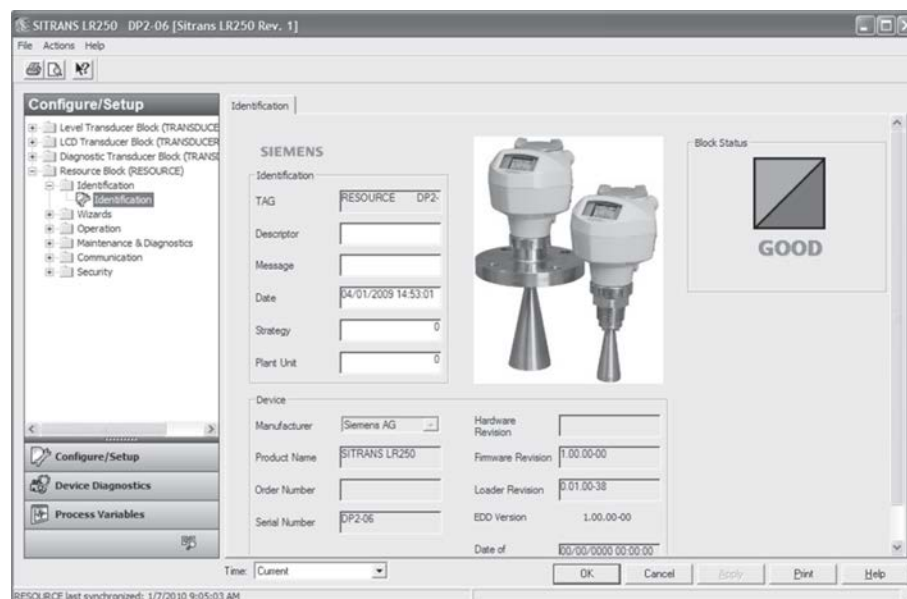 SITRANS LR250 DP2-06 [Sitrans LR250 Rev. 1]
File Actions Help
Configure/Setup
Level Transducer Block (TRANSDUCE
LCD Transducer Block (TRANSDUCER
Diagnostic Transducer Block (TRANSD
Resource Block (RESOURCE)
Identification
Identification
Wizards
Operation
Maintenance & Diagnostics
Communication
Security
Configure/Setup
Device Diagnostics
Process Variables
Identification
SIEMENS
Identification
TAG RESOURCE DP2-
Descriptor
Message
Date 04/01/2009 14:53:01
Strategy 0
Plant Unit 0
Block Status
GOOD
Device
Manufacturer Siemens AG
Product Name SITRANS LR250
Order Number
Serial Number DP2-06
Hardware
Revision
Firmware Revision 1.00.00-00
Loader Revision 0.01.00-38
EDD Version 1.00.00-00
Date of 00/00/0000 00:00:00
Time: Current
OK Cancel Apply Print Help
RESOURCE last synchronized: 1/7/2010 9:05:03 AM